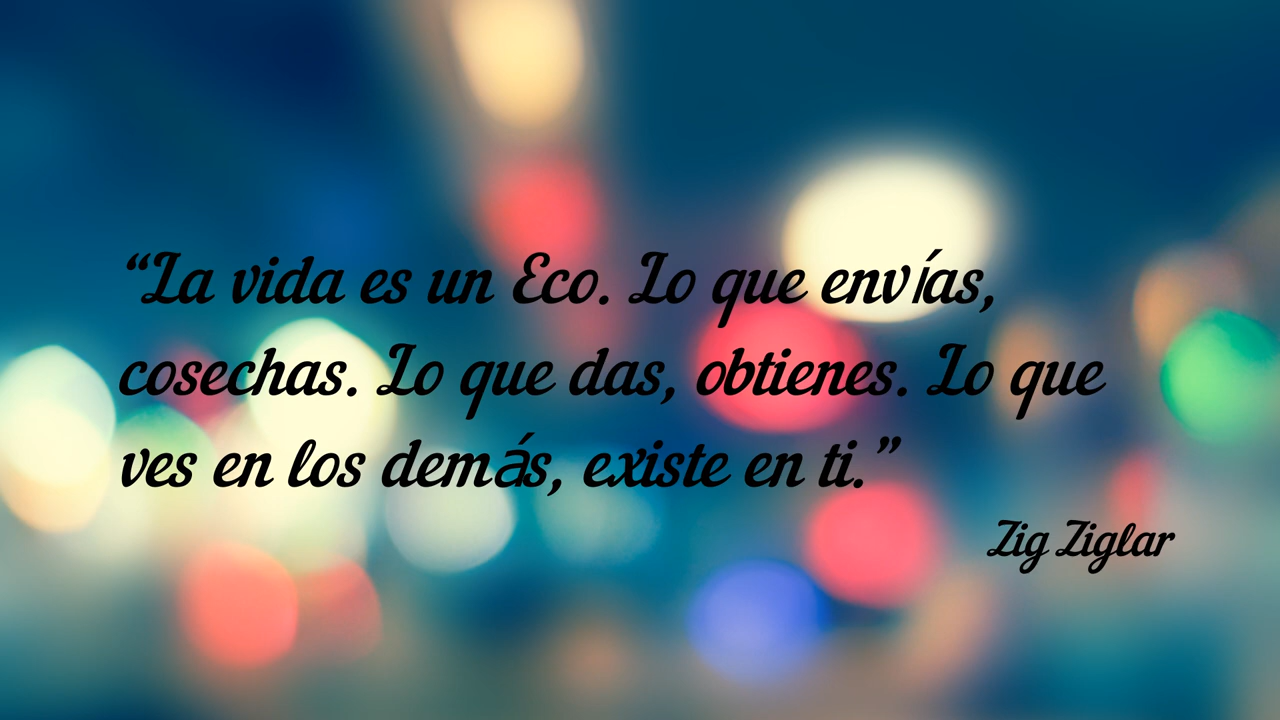 “La vida es un Eco. Lo que envías,
cosechas. Lo que das, obtienes. Lo que
ves en los demás, existe en ti.”
Zig Ziglar